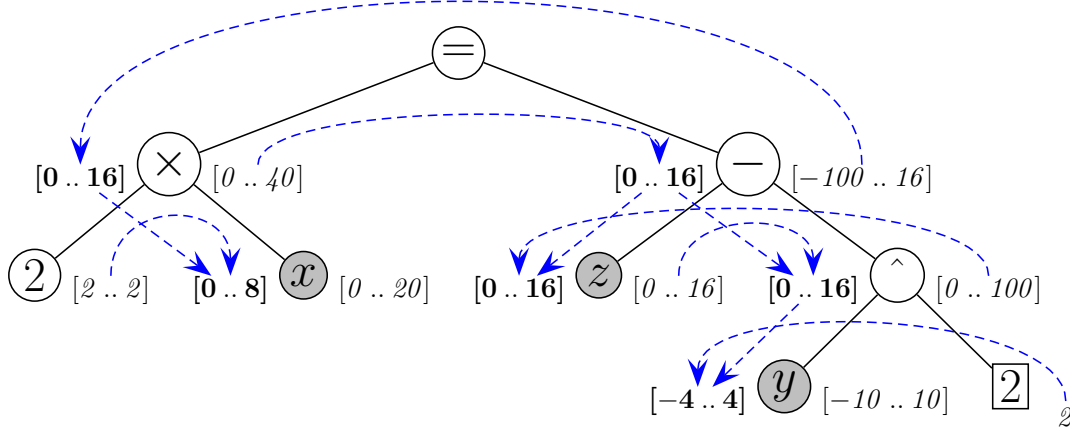 =
[0 .. 16] × [0 .. 40] [0 .. 16] − [−100 .. 16]
2 [2 .. 2] [0 .. 8] x [0 .. 20] [0 .. 16] z [0 .. 16] [0 .. 16] ^ [0 .. 100]
[−4 .. 4] y [−10 .. 10] 2 2